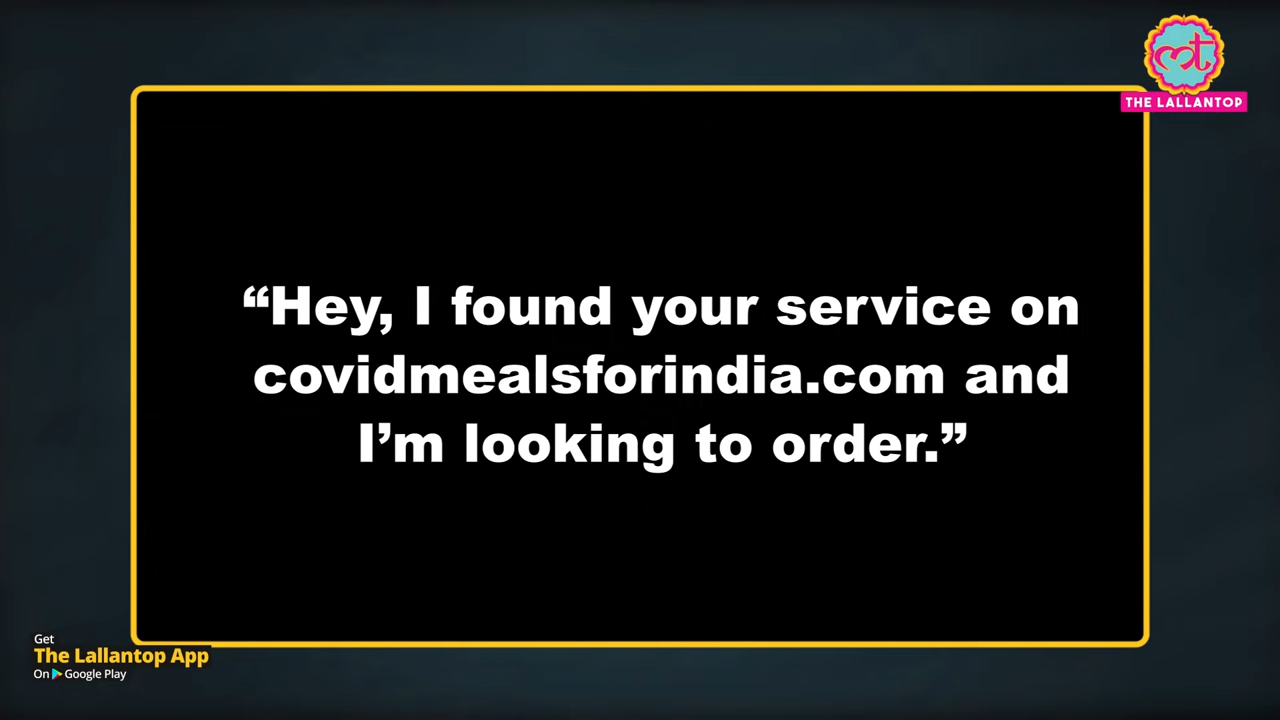 THE LALLANTOP
“Hey, I found your service on
covidmealsforindia.com and
I’m looking to order.”
Get
The Lallantop App
On Google Play